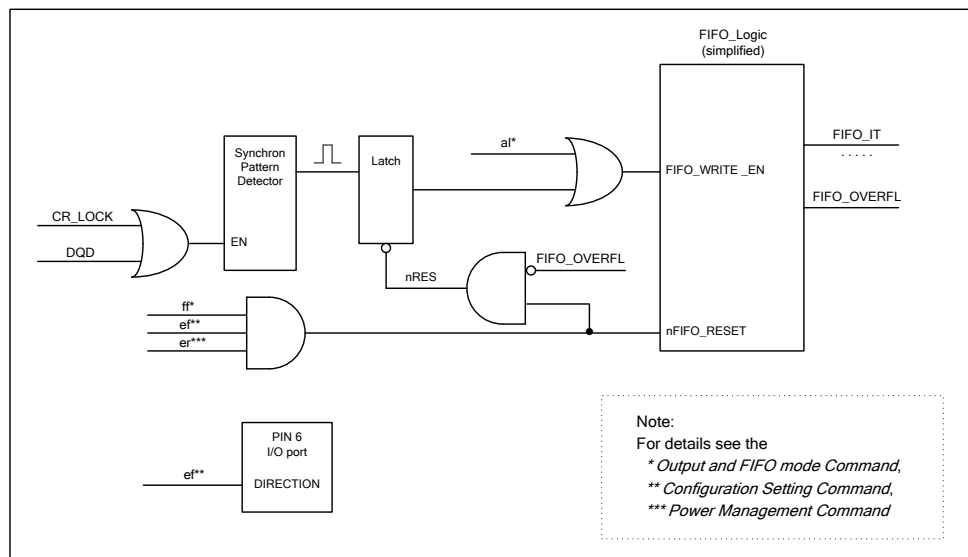 FIFO_Logic
(simplified)
al*
Synchron
Pattern
Detector
Latch
FIFO_IT
.....
FIFO_WRITE _EN
FIFO_OVERFL
CR_LOCK
DQD
EN
nRES
FIFO_OVERFL
ff*
ef**
er***
nFIFO_RESET
PIN 6
I/O port
ef**
DIRECTION
Note:
For details see the
* Output and FIFO mode Command,
** Configuration Setting Command,
*** Power Management Command